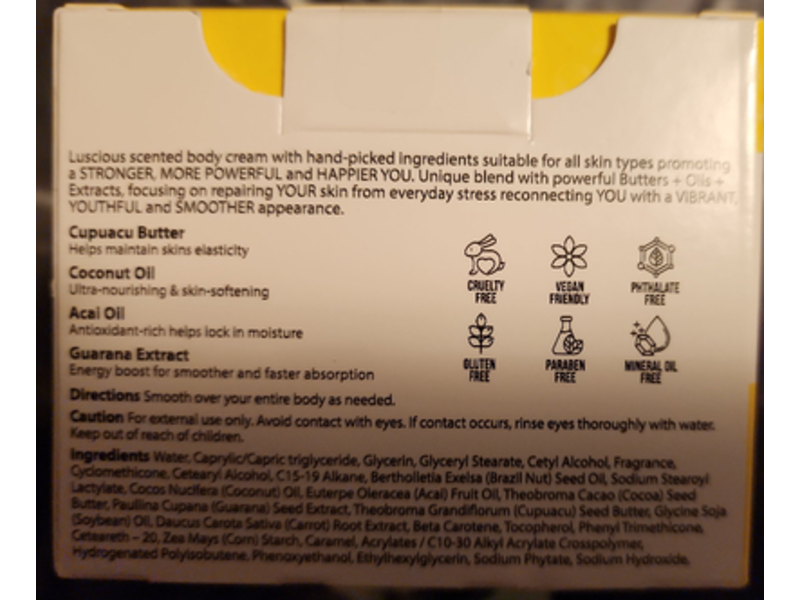 Luscious scented body cream with hand-picked ingredients suitable for all skin types promoting
a STRONGER, MORE POWERFUL and HAPPIER YOU. Unique blend with powerful Butters + Oils +
Extracts, focusing on repairing YOUR skin from everyday stress reconnecting YOU with a VIBRANT,
YOUTHFUL and SMOOTHER appearance.
Cupuacu Butter
Helps maintain skins elasticity
Coconut Oil
Ultra-nourishing & skin-softening
Acai Oil
Antioxidant-rich helps lock in moisture
Guarana Extract
Energy boost for smoother and faster absorption
CRUELTY
FREE
VEGAN
FRIENDLY
PHTHALATE
FREE
GLUTEN
FREE
PARABEN
FREE
MINERAL OIL
FREE
Directions Smooth over your entire body as needed.
Caution For external use only. Avoid contact with eyes. If contact occurs, rinse eyes thoroughly with water.
Keep out of reach of children.
Ingredients Water, Caprylic/Capric triglyceride, Glycerin, Glyceryl Stearate, Cetyl Alcohol, Fragrance,
Cyclomethicone, Cetearyl Alcohol, C15-19 Alkane, Bertholletia Exelsa (Brazil Nut) Seed Oil, Sodium Stearoyl
Lactylate, Cocos Nucifera (Coconut) Oil, Euterpe Oleracea (Acai) Fruit Oil, Theobroma Cacao (Cocoa) Seed
Butter, Paullina Cupana (Guarana) Seed Extract, Theobroma Grandiflorum (Cupuacu) Seed Butter, Glycine Soja
(Soybean) Oil, Daucus Carota Sativa (Carrot) Root Extract, Beta Carotene, Tocopherol, Phenyl Trimethicone,
Ceteareth – 20, Zea Mays (Corn) Starch, Caramel, Acrylates / C10-30 Alkyl Acrylate Crosspolymer,
Hydrogenated Polyisobutene, Phenoxyethanol, Ethylhexylglycerin, Sodium Phytate, Sodium Hydroxide.